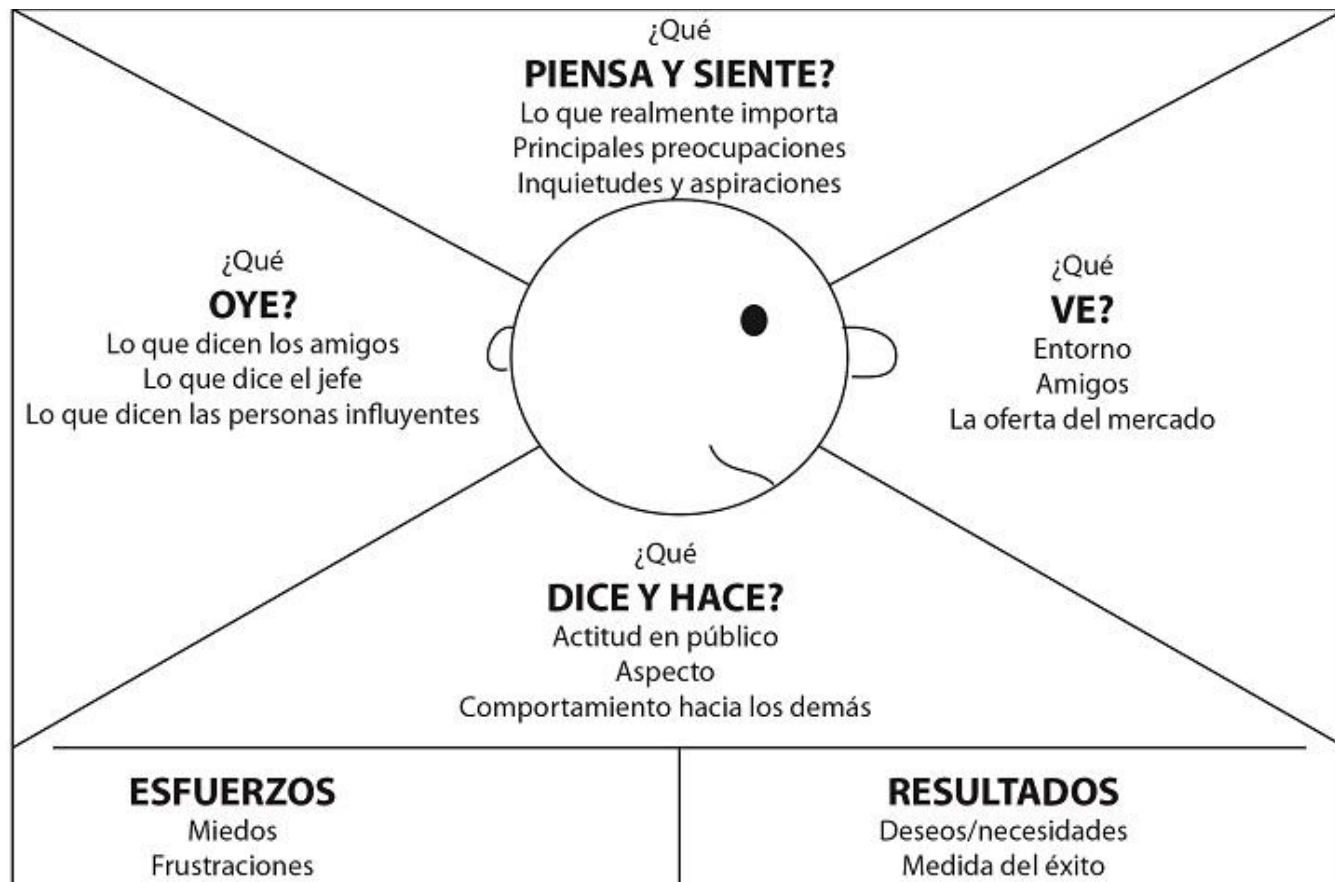 ¿Qué
PIENSA Y SIENTE?
Lo que realmente importa
Principales preocupaciones
Inquietudes y aspiraciones
¿Qué
OYE?
Lo que dicen los amigos
Lo que dice el jefe
Lo que dicen las personas influyentes
¿Qué
VE?
Entorno
Amigos
La oferta del mercado
¿Qué
DICE Y HACE?
Actitud en público
Aspecto
Comportamiento hacia los demás
ESFUERZOS
Miedos
Frustraciones
RESULTADOS
Deseos/necesidades
Medida del éxito